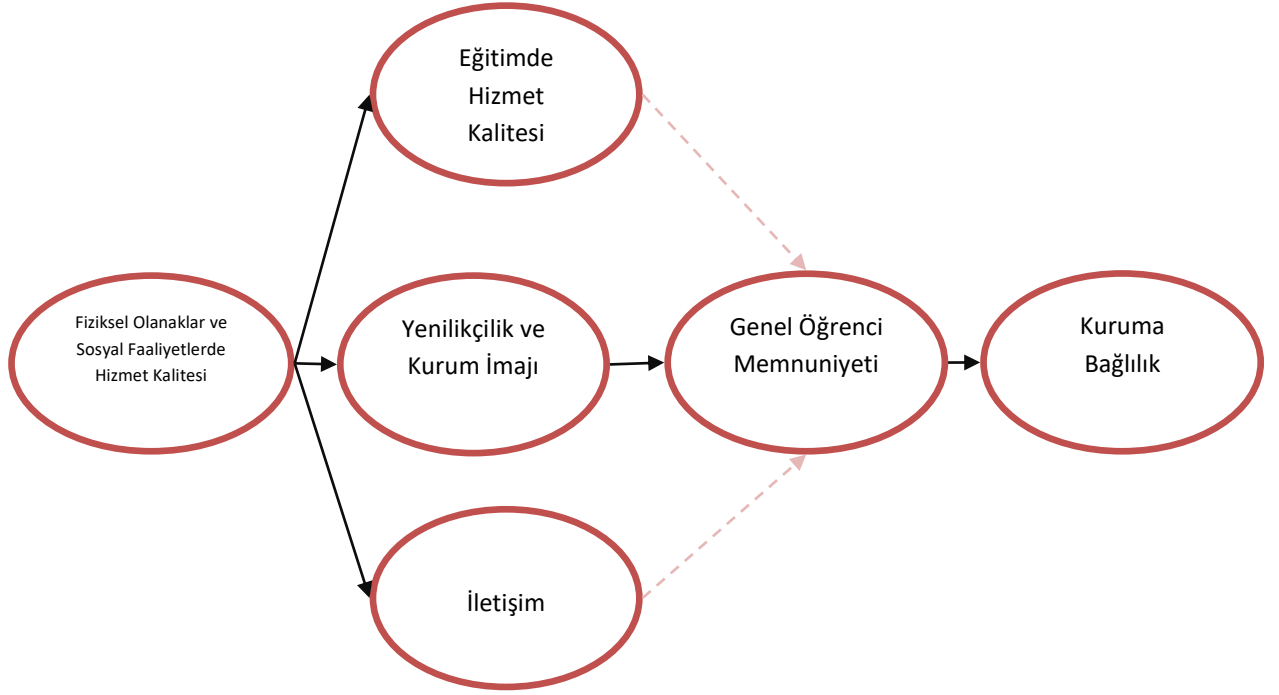 Eğitimde
Hizmet
Kalitesi
Fiziksel Olanaklar ve
Sosyal Faaliyetlerde
Hizmet Kalitesi
Yenilikçilik ve
Kurum İmajı
Genel Öğrenci
Memnuniyeti
Kuruma
Bağlılık
İletişim